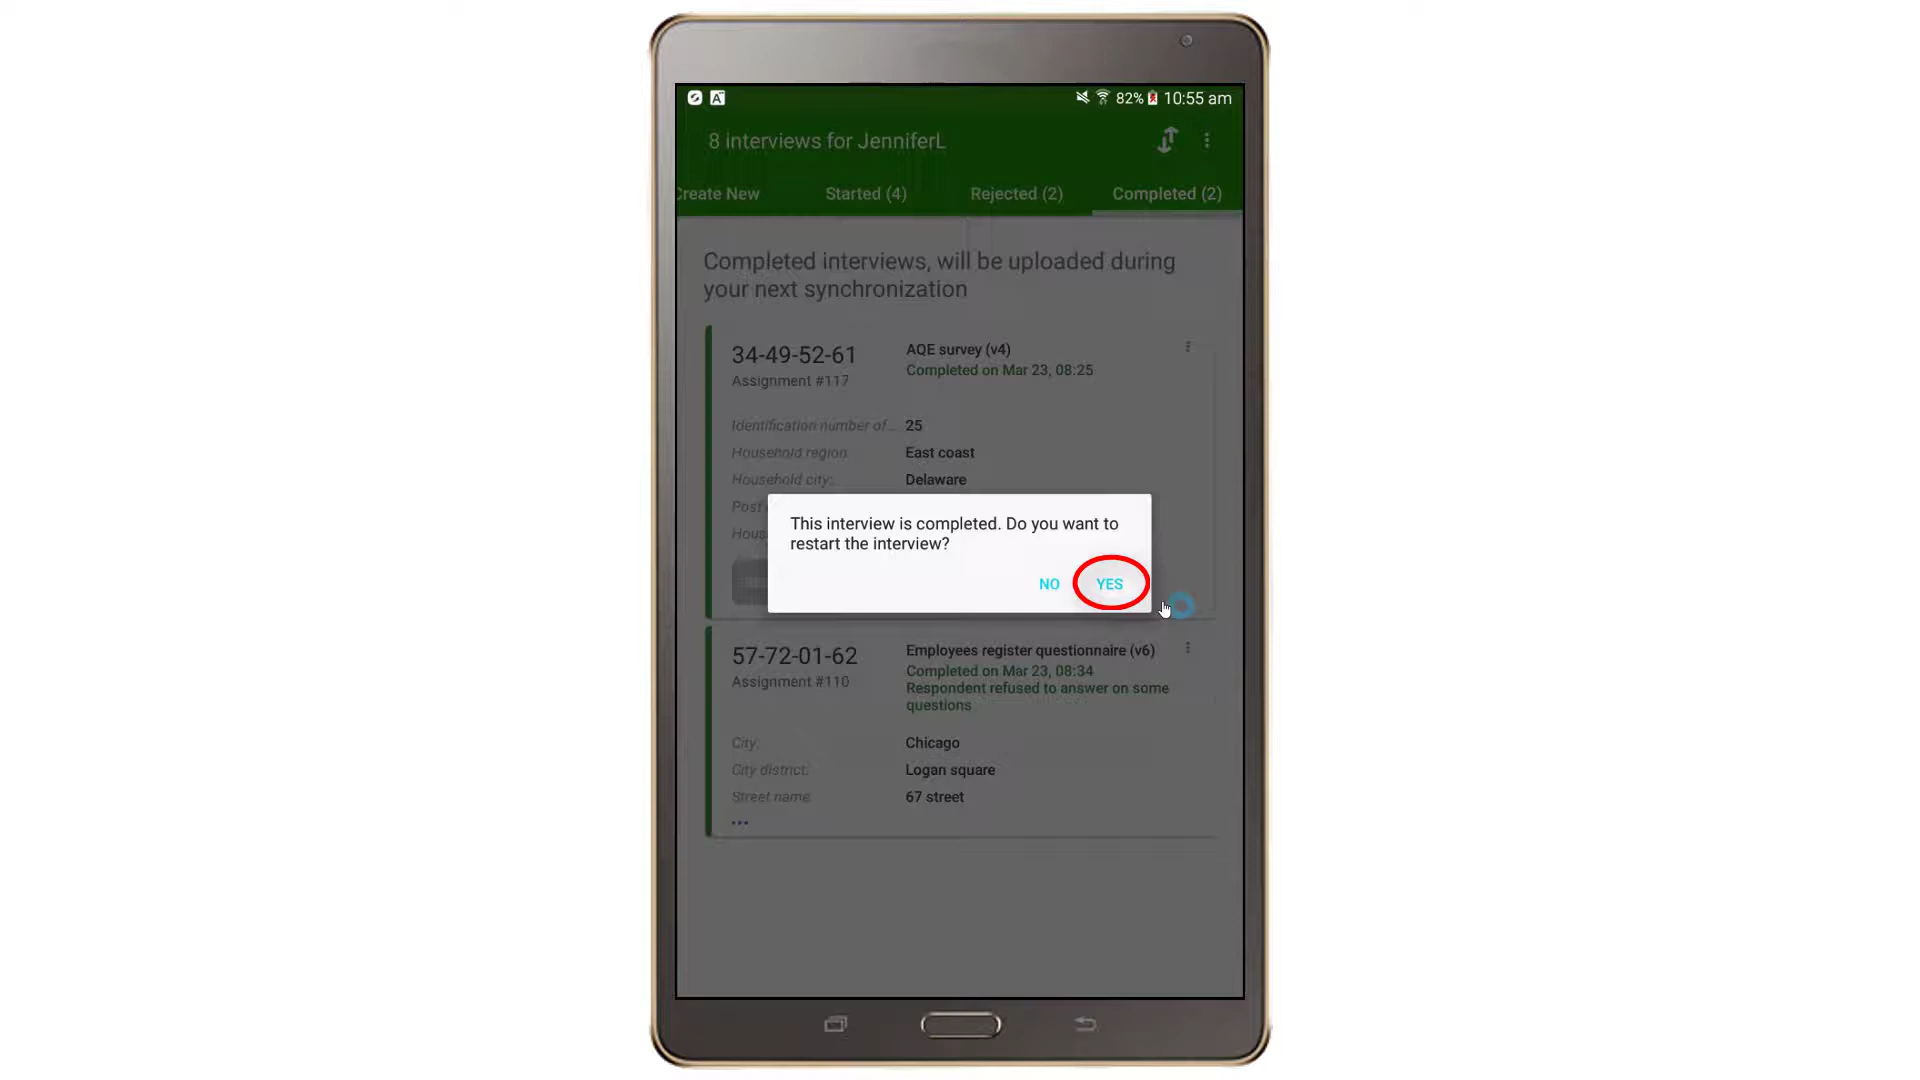 82% 10:55 am
8 interviews for JenniferL
Create New Started (4) Rejected (2) Completed (2)
Completed interviews, will be uploaded during
your next synchronization
34-49-52-61 AQE survey (v4)
Assignment #117 Completed on Mar 23, 08:25
Identification number of... 25
Household region: East coast
Household city: Delaware
Post
Hous
This interview is completed. Do you want to
restart the interview?
NO YES
57-72-01-62 Employees register questionnaire (v6)
Assignment #110 Completed on Mar 23, 08:34
Respondent refused to answer on some
questions
City: Chicago
City district: Logan square
Street name: 67 street
...